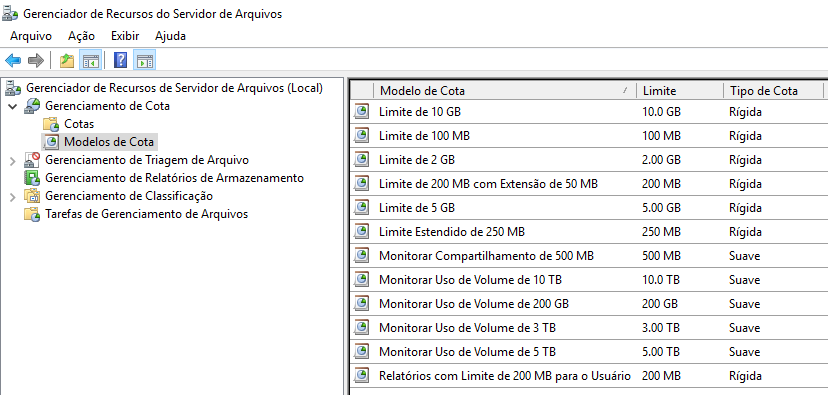 Gerenciador de Recursos do Servidor de Arquivos
Arquivo Ação Exibir Ajuda
Gerenciador de Recursos de Servidor de Arquivos (Local)
Gerenciamento de Cota
Cotas
Modelos de Cota
Gerenciamento de Triagem de Arquivo
Gerenciamento de Relatórios de Armazenamento
Gerenciamento de Classificação
Tarefas de Gerenciamento de Arquivos
Modelo de Cota Limite Tipo de Cota
Limite de 10 GB 10.0 GB Rígida
Limite de 100 MB 100 MB Rígida
Limite de 2 GB 2.00 GB Rígida
Limite de 200 MB com Extensão de 50 MB 200 MB Rígida
Limite de 5 GB 5.00 GB Rígida
Limite Estendido de 250 MB 250 MB Rígida
Monitorar Compartilhamento de 500 MB 500 MB Suave
Monitorar Uso de Volume de 10 TB 10.0 TB Suave
Monitorar Uso de Volume de 200 GB 200 GB Suave
Monitorar Uso de Volume de 3 TB 3.00 TB Suave
Monitorar Uso de Volume de 5 TB 5.00 TB Suave
Relatórios com Limite de 200 MB para o Usuário 200 MB Rígida